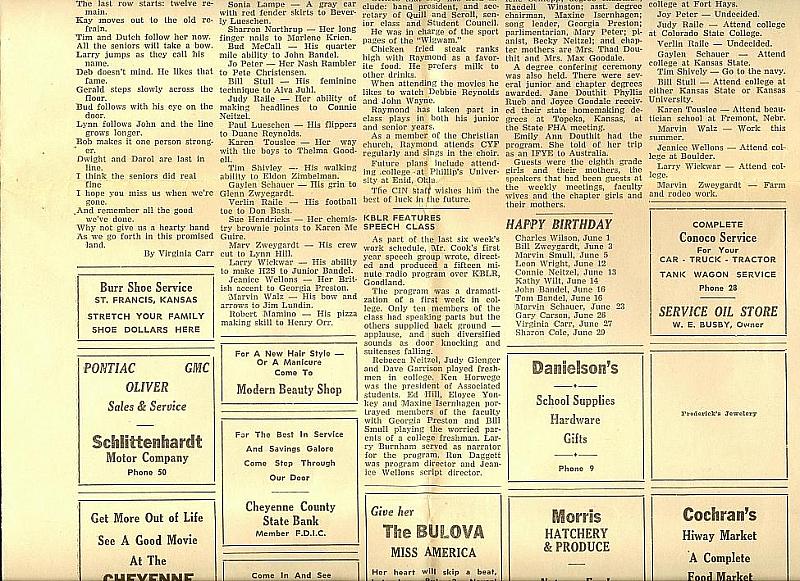 The last row starts: twelve remain.
Kay moves out to the old refrain.
Tim and Dutch follow her now.
All the seniors will take a bow.
Larry jumps as they call his
name.
Deb doesn't mind. He likes that
fame.
Gerald steps slowly across the
floor.
Bud follows with his eye on the
door.
Lynn follows John and the line
grows longer.
Bob makes it one person stronger.
Dwight and Darol are last in
line.
I think the seniors did real
fine
I hope you miss us when we're
gone.
And remember all the good
we've done.
Why not give us a hearty hand
As we go forth in this promised
land.
By Virginia Carr
Burr Shoe Service
ST. FRANCIS, KANSAS
STRETCH YOUR FAMILY
SHOE DOLLARS HERE
PONTIAC GMC
OLIVER
Sales & Service
Schlittenhardt
Motor Company
Phone 50
Get More Out of Life
See A Good Movie
At The
CHEYENNE
Sonia Lampe — A gray car
with red fender skirts to Beverly Lueschen.
Sharron Northrup — Her long
finger nails to Marlene Krien.
Bud McCall — His quarter
mile ability to John Bandel.
Jo Peter — Her Nash Rambler
to Pete Christensen.
Bill Stull — His feminine
technique to Alva Juhl.
Judy Raile — Her ability of
making headlines to Connie
Neitzel.
Paul Lueschen — His flippers
to Duane Reynolds.
Karen Touslee — Her way
with the boys to Thelma Goodell.
Tim Shivley — His walking
ability to Eldon Zimbelman.
Gaylen Schauer — His grin to
Glenn Zweygardt.
Verlin Raile — His football
toe to Don Bash.
Sue Hendricks — Her chemistry brownie points to Karen Me
Guire.
Mary Zweygardt — His crew
cut to Lynn Hill.
Larry Wickwar — His ability
to make H2S to Junior Bandel.
Jeanice Wellons — Her British accent to Georgia Preston.
Marvin Walz — His bow and
arrows to Jim Lundin.
Robert Mamino — His pizza
making skill to Henry Orr.
For A New Hair Style —
Or A Manicure
Come To
Modern Beauty Shop
For The Best In Service
And Savings Galore
Come Step Through
Our Door
Cheyenne County
State Bank
Member F.D.I.C.
Come In And See
clude: band president, and secretary of Quill and Scroll, senior class and Student Council.
He was in charge of the sport
pages of the "Wigwam."
Chicken fried steak ranks
high with Raymond as a favorite food. He prefers milk to
other drinks.
When attending the movies he
likes to watch Debbie Reynolds
and John Wayne.
Raymond has taken part in
class plays in both his junior
and senior years.
As a member of the Christian
church, Raymond attends CYF
regularly and sings in the choir.
Future plans include attending college at Phillip's University at Enid, Okla.
The CIN staff wishes him the
best of luck in the future.
KBLR FEATURES
SPEECH CLASS
As part of the last six week's
work schedule, Mr. Cook's first
year speech group wrote, directed and produced a fifteen minute radio program over KBLR,
Goodland.
The program was a dramatization of a first week in college. Only ten members of the
class had speaking parts but the
others supplied back ground —
applause, and such diversified
sounds as door knocking and
suitcases falling.
Rebecca Neitzel, Judy Gienger
and Dave Garrison played freshmen in college. Ken Horwege
was the president of Associated
students. Ed Hill, Eloyce Yonkey and Maxine Isernhagen portrayed members of the faculty
with Georgia Preston and Bill
Smull playing the worried parents of a college freshman. Larry Burnham served as narrator
for the program. Ron Daggett
was program director and Jeanice Wellons script director.
Give her
The BULOVA
MISS AMERICA
Her heart will skip a beat,
Raedell Winston; asst. degree
chairman, Maxine Isernhagen;
song leader, Georgia Preston;
parlimentarian, Mary Peter; pianist, Becky Neitzel; and chapter mothers are Mrs. Thad Douthit and Mrs. Max Goodale.
A degree confering ceremony
was also held. There were several junior and chapter degrees
awarded. Jane Douthit Phyllis
Rueb and Joyce Goodale received their state homemaking degrees at Topeka, Kansas, at
the State FHA meeting.
Emily Ann Douthit had the
program. She told of her trip
as an IFYE to Australia.
Guests were the eighth grade
girls and their mothers, the
speakers that had been guests at
the weekly meetings, faculty
wives and the chapter girls and
their mothers.
HAPPY BIRTHDAY
Charles Wilson, June 1
Bill Zweygardt, June 3
Marvin Smull, June 5
Leon Wright, June 12
Connie Neitzel, June 13
Kathy Wilt, June 14
John Bandel, June 16
Tom Bandel, June 16
Marvin Schauer, June 23
Gary Carson, June 26
Virginia Carr, June 27
Sharon Cole, June 29
Danielson's
School Supplies
Hardware
Gifts
Phone 9
Morris
HATCHERY
& PRODUCE
college at Fort Hays.
Joy Peter — Undecided.
Judy Raile — Attend college
at Colorado State College.
Verlin Raile — Undecided.
Gaylen Schauer — Attend
college at Kansas State.
Tim Shively — Go to the navy.
Bill Stull — Attend college at
either Kansas State or Kansas
University.
Karen Touslee — Attend beautician school at Fremont, Nebr.
Marvin Walz — Work this
summer.
Jeanice Wellons — Attend college at Boulder.
Larry Wickwar — Attend college.
Marvin Zweygardt — Farm
and rodeo work.
COMPLETE
Conoco Service
For Your
CAR - TRUCK - TRACTOR
TANK WAGON SERVICE
Phone 28
SERVICE OIL STORE
W. E. BUSBY, Owner
Frederick's Jewelery
Cochran's
Hiway Market
A Complete
Food Market